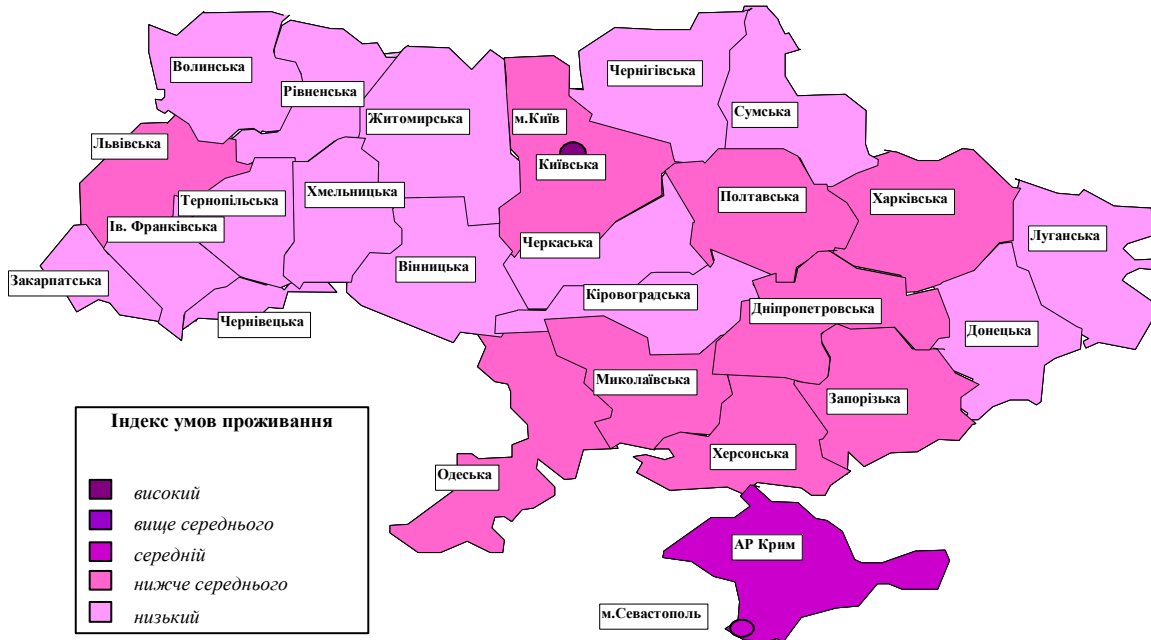 Волинська
Рівненська
Житомирська
м.Київ
Чернігівська
Сумська
Львівська
Київська
Тернопільська
Хмельницька
Полтавська
Харківська
Ів. Франківська
Черкаська
Луганська
Закарпатська
Вінницька
Кіровоградська
Чернівецька
Дніпропетровська
Донецька
Миколаївська
Запорізька
Херсонська
Одеська
АР Крим
м.Севастополь
Індекс умов проживання
високий
вище середнього
середній
нижче середнього
низький